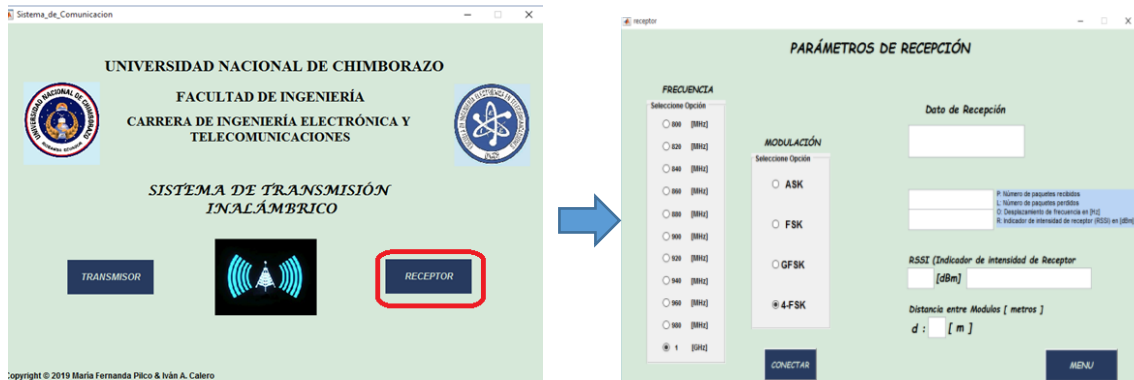 Sistema_de_Comunicacion
UNIVERSIDAD NACIONAL DE CHIMBORAZO
FACULTAD DE INGENIERÍA
CARRERA DE INGENIERÍA ELECTRÓNICA Y
TELECOMUNICACIONES
SISTEMA DE TRANSMISIÓN
INALÁMBRICO
TRANSMISOR
RECEPTOR
opyright © 2019 María Fernanda Pilco & Iván A. Calero
receptor
PARÁMETROS DE RECEPCIÓN
FRECUENCIA
Seleccione Opción
800 [MHz]
820 [MHz]
840 [MHz]
860 [MHz]
880 [MHz]
900 [MHz]
920 [MHz]
940 [MHz]
960 [MHz]
980 [MHz]
1 [GHz]
MODULACIÓN
Seleccione Opción
ASK
FSK
GFSK
4-FSK
CONECTAR
Dato de Recepción
P: Número de paquetes recibidos
L: Número de paquetes perdidos
O: Desplazamiento de frecuencia en [Hz]
R: Indicador de intensidad de receptor (RSSI) en [dBm]
RSSI (Indicador de intensidad de Receptor
[dBm]
Distancia entre Modulos [ metros ]
d : [ m ]
MENU